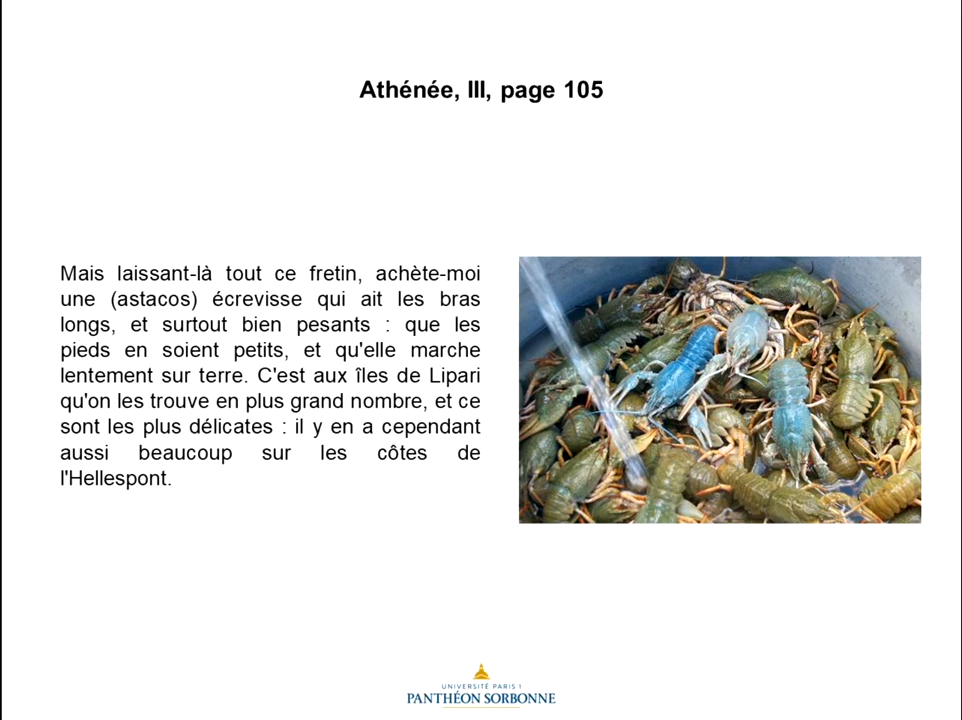 Athénée, III, page 105
Mais laissant-là tout ce fretin, achète-moi
une (astacos) écrevisse qui ait les bras
longs, et surtout bien pesants : que les
pieds en soient petits, et qu'elle marche
lentement sur terre. C'est aux îles de Lipari
qu'on les trouve en plus grand nombre, et ce
sont les plus délicates : il y en a cependant
aussi beaucoup sur les côtes de
l'Hellespont.
UNIVERSITÉ PARIS 1
PANTHÉON SORBONNE